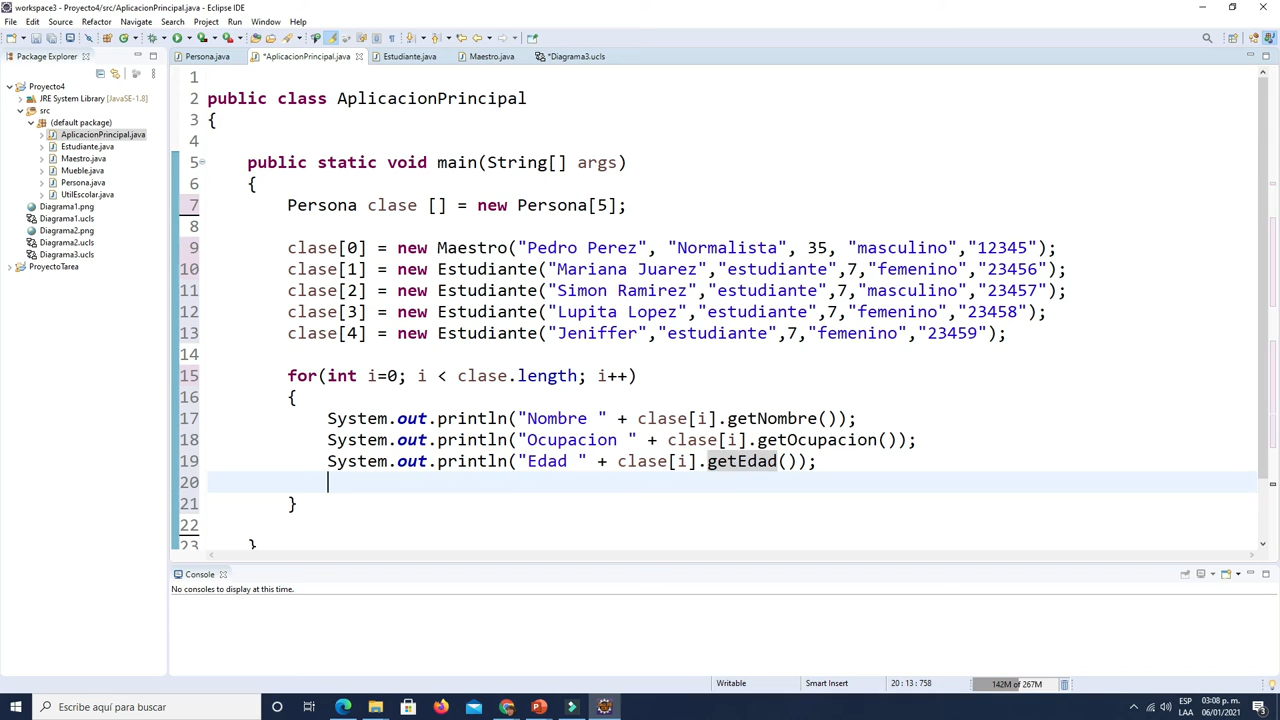 workspace3 - Proyecto4/src/AplicacionPrincipal.java - Eclipse IDE
File Edit Source Refactor Navigate Search Project Run Window Help
Package Explorer
Persona.java
*AplicacionPrincipal.java
Estudiante.java
Maestro.java
*Diagrama3.ucls
Proyecto4
JRE System Library [JavaSE-1.8]
src
(default package)
AplicacionPrincipal.java
Estudiante.java
Maestro.java
Mueble.java
Persona.java
UtilEscolar.java
Diagrama1.png
Diagrama1.ucls
Diagrama2.png
Diagrama2.ucls
Diagrama3.ucls
ProyectoTarea
1
2 public class AplicacionPrincipal
3 {
4
5 public static void main(String[] args)
6 {
7 Persona clase [] = new Persona[5];
8
9 clase[0] = new Maestro("Pedro Perez", "Normalista", 35, "masculino","12345");
10 clase[1] = new Estudiante("Mariana Juarez","estudiante",7,"femenino","23456");
11 clase[2] = new Estudiante("Simon Ramirez","estudiante",7,"masculino","23457");
12 clase[3] = new Estudiante("Lupita Lopez","estudiante",7,"femenino","23458");
13 clase[4] = new Estudiante("Jeniffer","estudiante",7,"femenino","23459");
14
15 for(int i=0; i < clase.length; i++)
16 {
17 System.out.println("Nombre " + clase[i].getNombre());
18 System.out.println("Ocupacion " + clase[i].getOcupacion());
19 System.out.println("Edad " + clase[i].getEdad());
20
21 }
22
23 }
Console
No consoles to display at this time.
Writable Smart Insert 20 : 13 : 758 142M of 267M
Escribe aquí para buscar
ESP
LAA
03:08 p. m.
06/01/2021